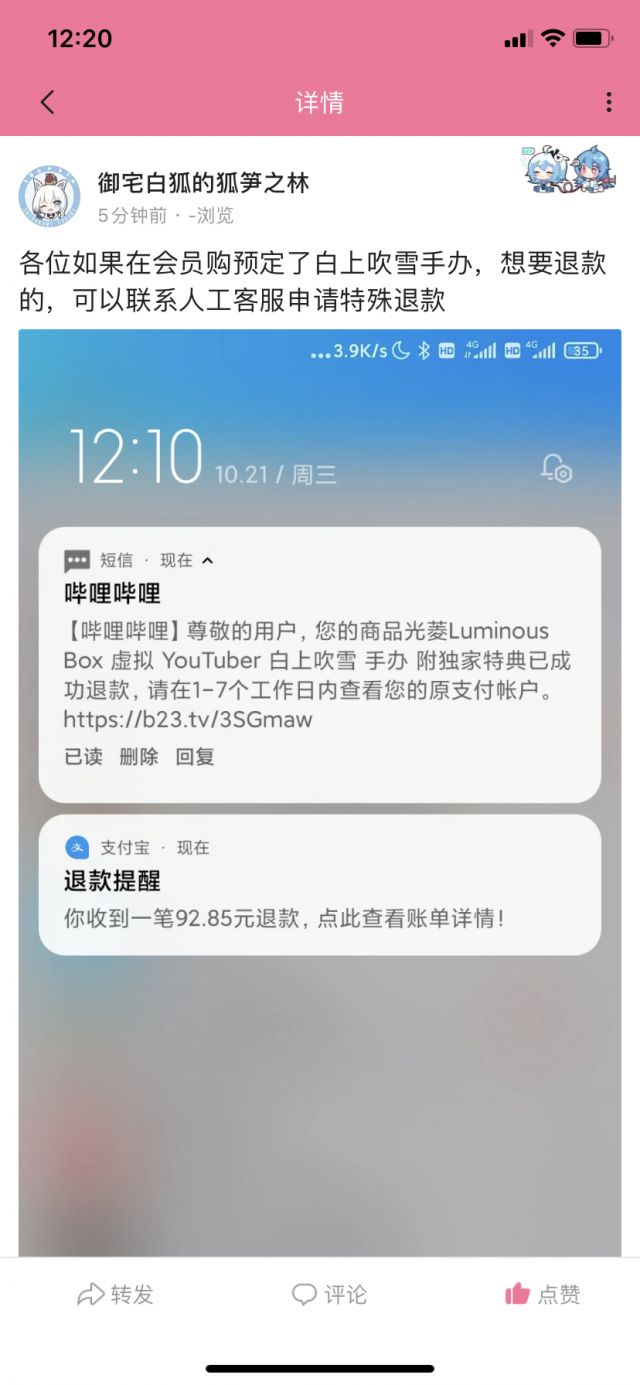 12:20
详情
御宅白狐的狐笋之林
5分钟前 · -浏览
各位如果在会员购预定了白上吹雪手办，想要退款
的，可以联系人工客服申请特殊退款
...3.9K/s HD 4G HD 4G 35
12:10 10.21 / 周三
短信 · 现在
哔哩哔哩
【哔哩哔哩】尊敬的用户，您的商品光菱Luminous
Box 虚拟 YouTuber 白上吹雪 手办 附独家特典已成
功退款，请在1-7个工作日内查看您的原支付帐户。
https://b23.tv/3SGmaw
已读 删除 回复
支付宝 · 现在
退款提醒
你收到一笔92.85元退款，点此查看账单详情！
转发 评论 点赞